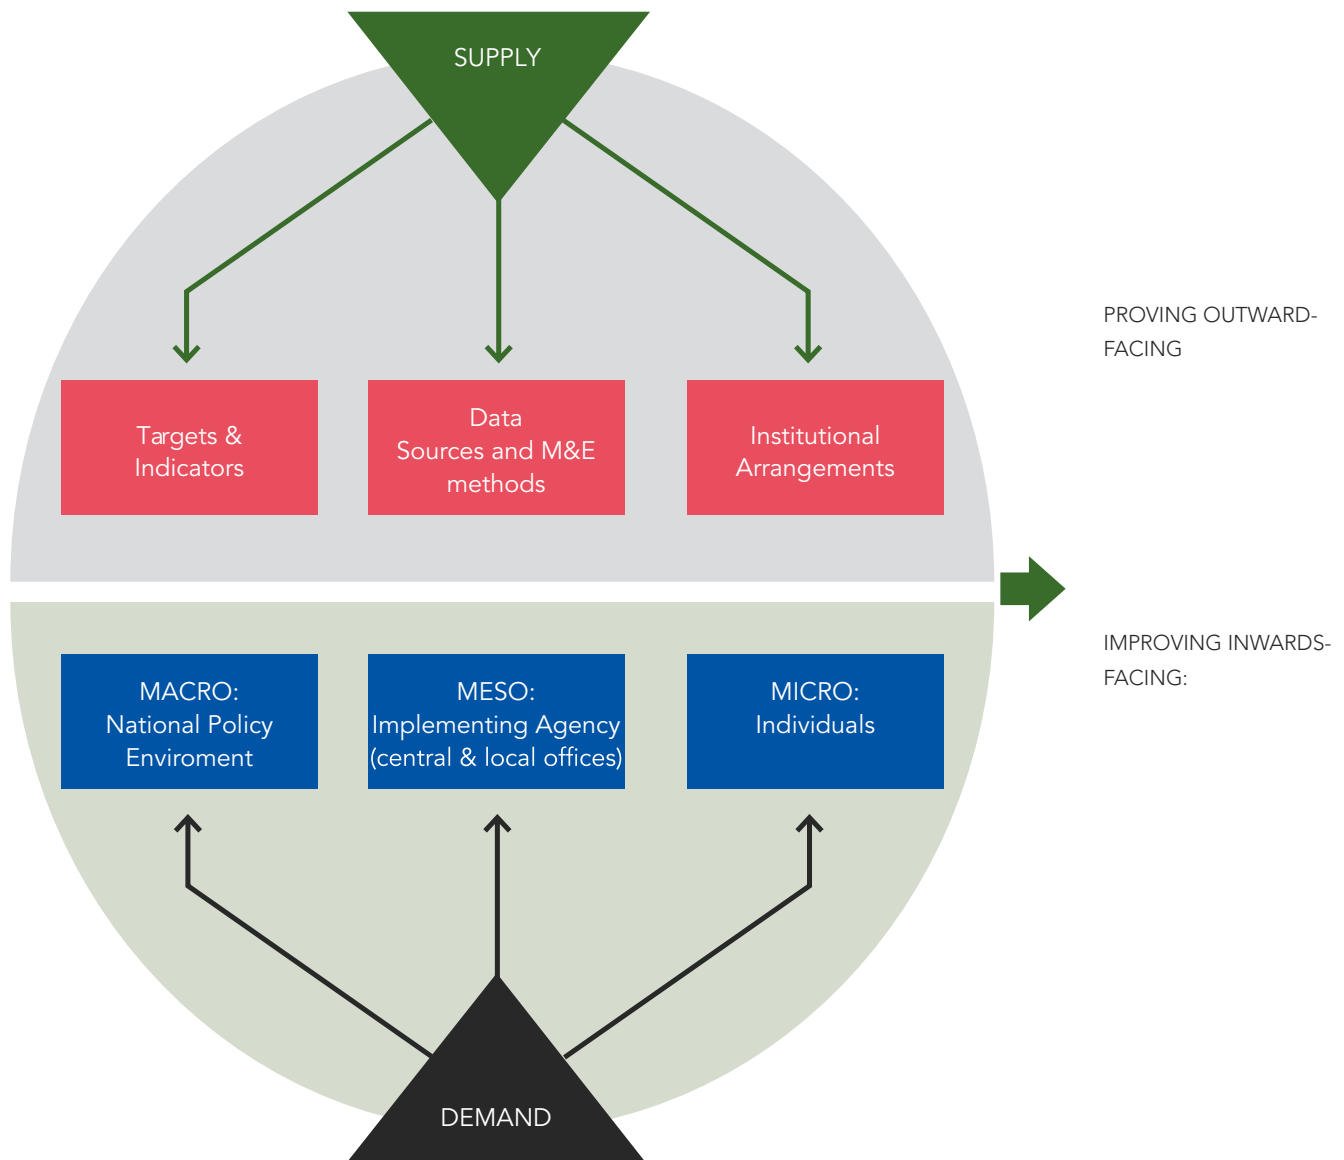 SUPPLY
PROVING OUTWARD-
FACING
Targets &
Indicators
Data
Sources and M&E
methods
Institutional
Arrangements
IMPROVING INWARDS-
FACING:
MACRO:
National Policy
Enviroment
MESO:
Implementing Agency
(central & local offices)
MICRO:
Individuals
DEMAND